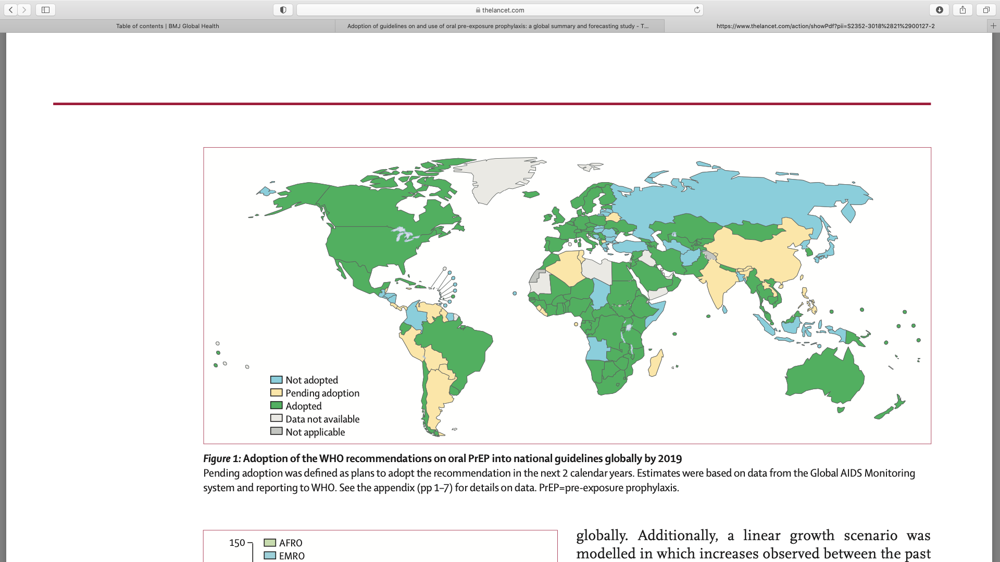 thelancet.com
Table of contents | BMJ Global Health
Adoption of guidelines on and use of oral pre-exposure prophylaxis: a global summary and forecasting study - T...
https://www.thelancet.com/action/showPdf?pii=S2352-3018%2821%2900127-2
Not adopted
Pending adoption
Adopted
Data not available
Not applicable
Figure 1: Adoption of the WHO recommendations on oral PrEP into national guidelines globally by 2019
Pending adoption was defined as plans to adopt the recommendation in the next 2 calendar years. Estimates were based on data from the Global AIDS Monitoring
system and reporting to WHO. See the appendix (pp 1–7) for details on data. PrEP=pre-exposure prophylaxis.
150
AFRO
EMRO
globally. Additionally, a linear growth scenario was
modelled in which increases observed between the past